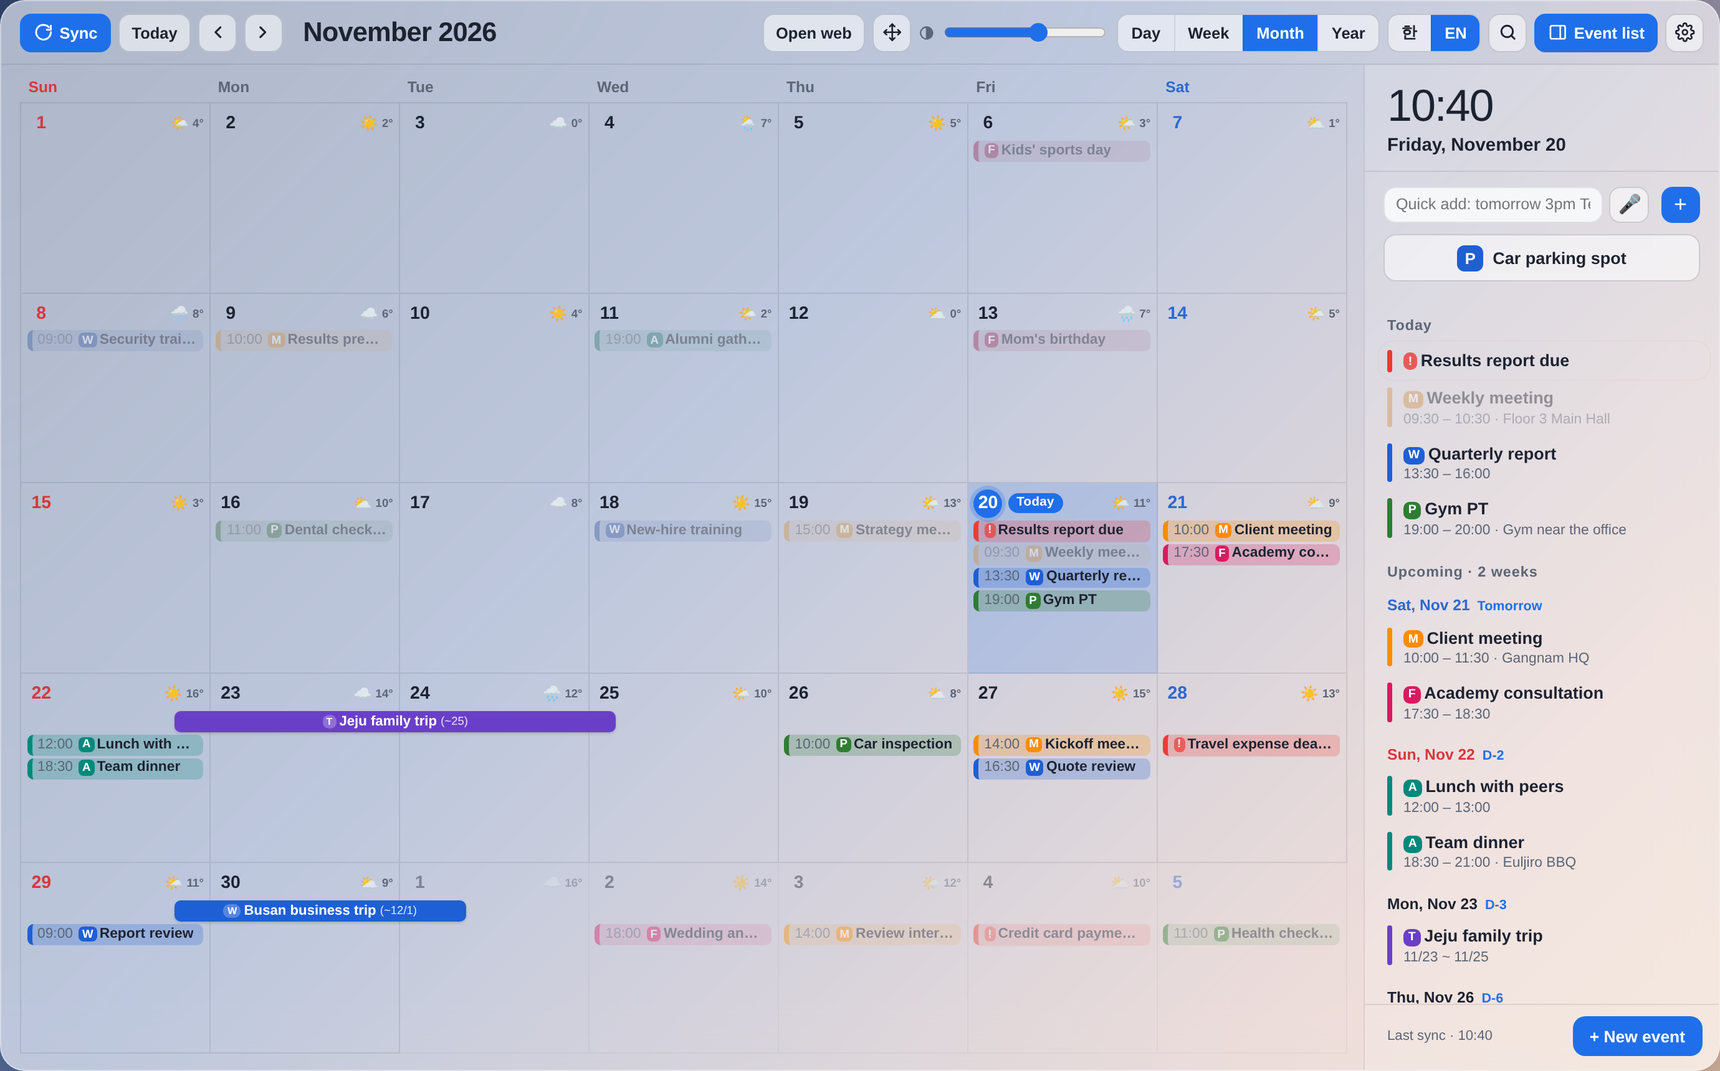 Sync Today November 2026 Open web Day Week Month Year 한 EN Event list
Sun Mon Tue Wed Thu Fri Sat
1 4° 2 2° 3 0° 4 7° 5 5° 6 3° 7 1°
F Kids' sports day
8 8° 9 6° 10 4° 11 2° 12 0° 13 7° 14 5°
09:00 W Security trai... 10:00 M Results pre... 19:00 A Alumni gath... F Mom's birthday
15 3° 16 10° 17 8° 18 15° 19 13° 20 Today 11° 21 9°
11:00 P Dental check... W New-hire training 15:00 M Strategy me... ! Results report due 10:00 M Client meeting
09:30 M Weekly mee... 17:30 F Academy co...
13:30 W Quarterly re...
19:00 P Gym PT
22 16° 23 14° 24 12° 25 10° 26 8° 27 15° 28 13°
T Jeju family trip (~25)
12:00 A Lunch with ... 10:00 P Car inspection 14:00 M Kickoff mee... ! Travel expense dea...
18:30 A Team dinner 16:30 W Quote review
29 11° 30 9° 1 16° 2 14° 3 12° 4 10° 5
W Busan business trip (~12/1)
09:00 W Report review 18:00 F Wedding an... 14:00 M Review inter... ! Credit card payme... 11:00 P Health check...
10:40
Friday, November 20
Quick add: tomorrow 3pm Te
+
P Car parking spot
Today
! Results report due
M Weekly meeting
09:30 – 10:30 · Floor 3 Main Hall
W Quarterly report
13:30 – 16:00
P Gym PT
19:00 – 20:00 · Gym near the office
Upcoming · 2 weeks
Sat, Nov 21 Tomorrow
M Client meeting
10:00 – 11:30 · Gangnam HQ
F Academy consultation
17:30 – 18:30
Sun, Nov 22 D-2
A Lunch with peers
12:00 – 13:00
A Team dinner
18:30 – 21:00 · Euljiro BBQ
Mon, Nov 23 D-3
T Jeju family trip
11/23 ~ 11/25
Thu, Nov 26 D-6
Last sync · 10:40
+ New event